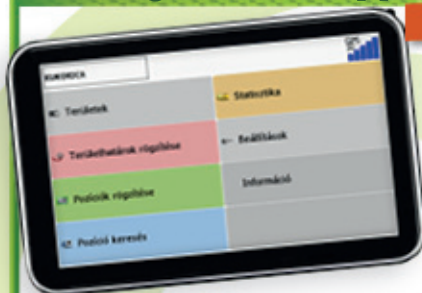 KUKORICA
Területek
Statisztika
Területhatárok rögzítése
Beállítások
Pozíciók rögzítése
Információ
Pozíció keresés